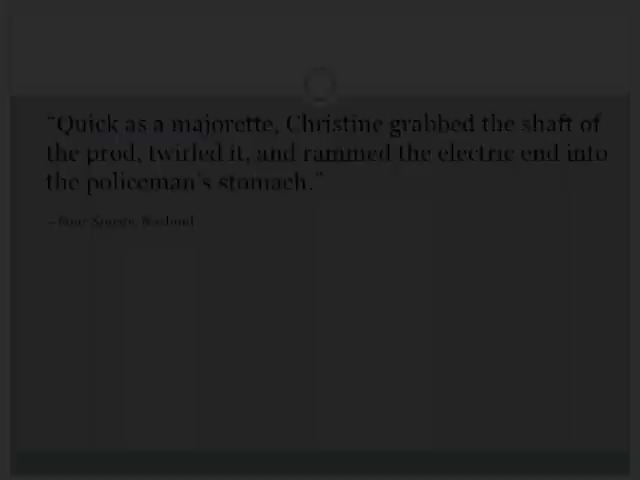 "Quick as a majorette, Christine grabbed the shaft of
the prod, twirled it, and rammed the electric end into
the policeman's stomach."